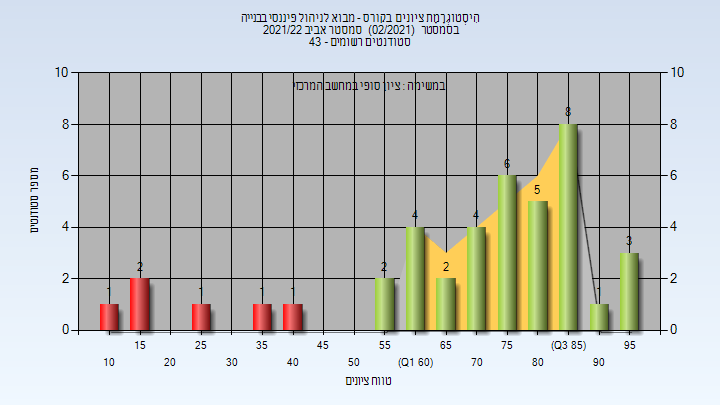 היסטוגרמת ציונים בקורס - מבוא לניהול פיננסי בבנייה
בסמסטר (02/2021) סמסטר אביב 2021/22
סטודנטים רשומים - 43
במשימה : ציון סופי במחשב המרכזי
10 10
8 8
6 6
4 4
2 2
0 0
מספר סטודנטים
1 2 1 1 1 2 4 2 4 6 5 8 1 3
15 25 35 45 55 65 75 (Q3 85) 95
10 20 30 40 50 (Q1 60) 70 80 90
טווח ציונים